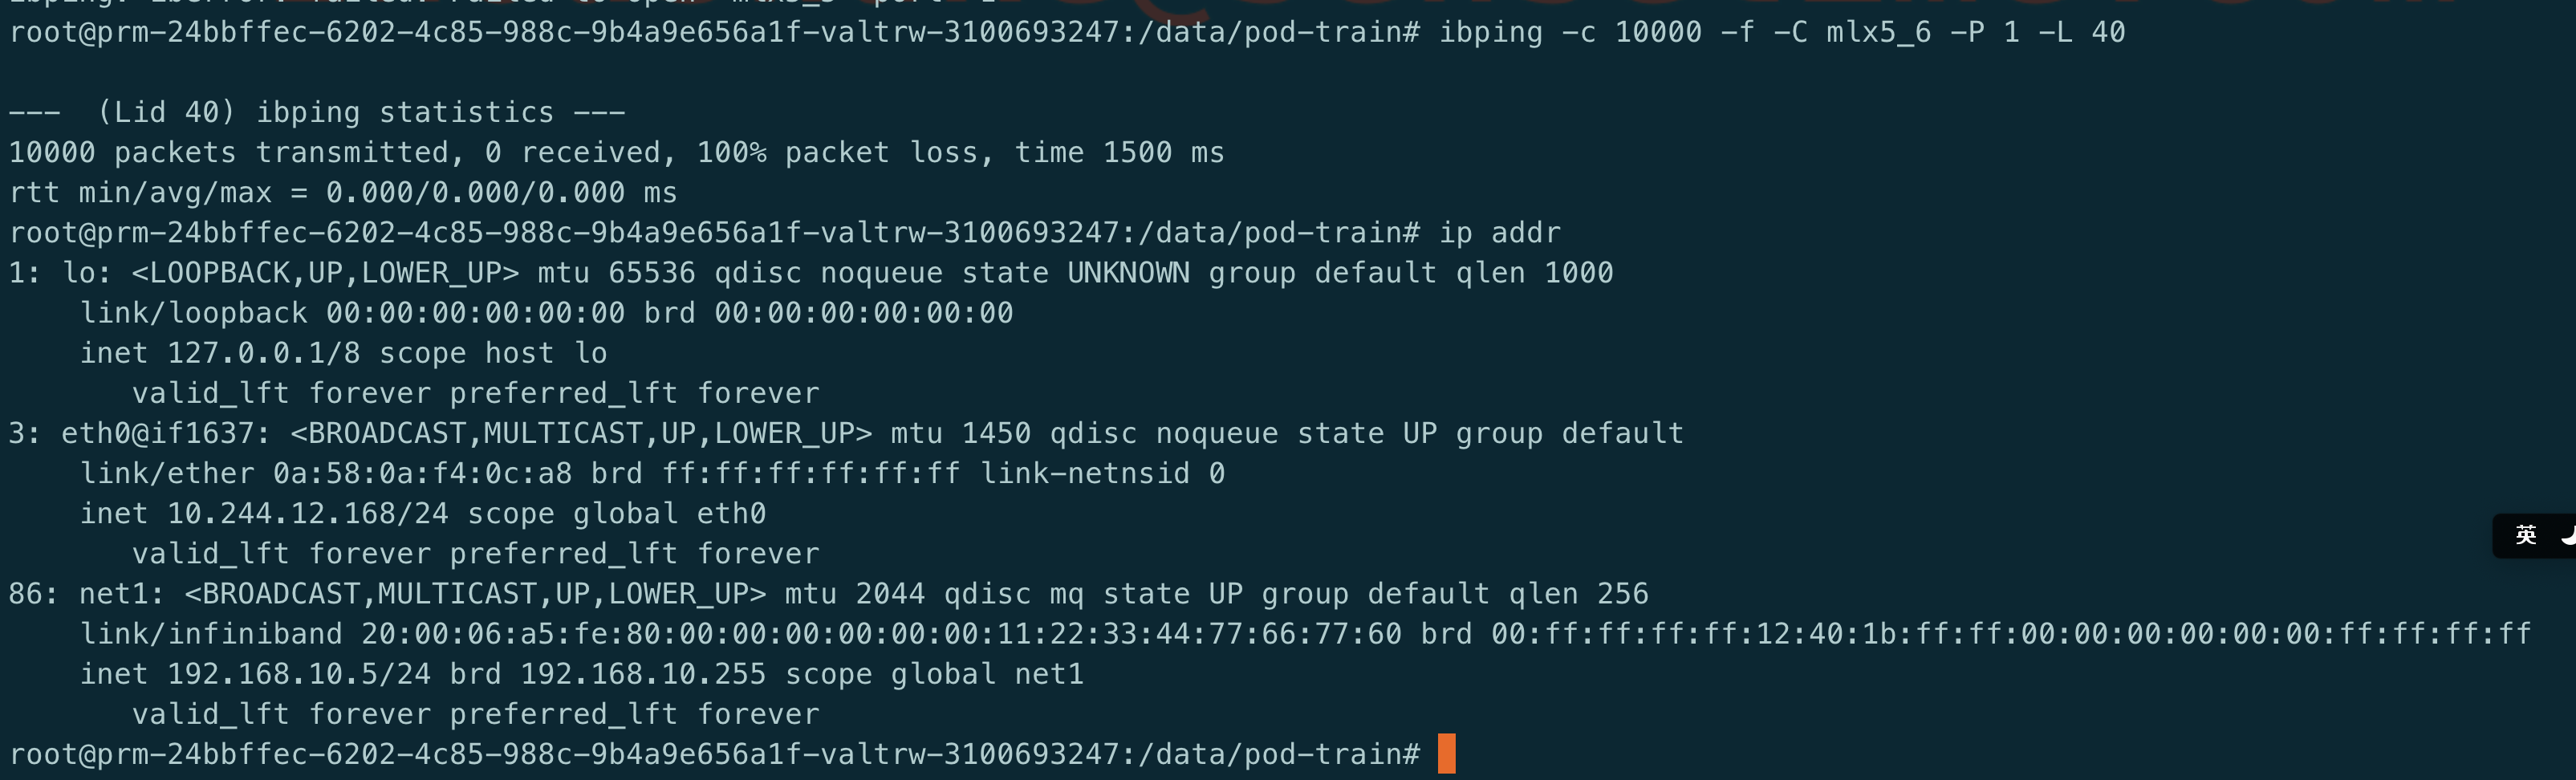 root@prm-24bbffec-6202-4c85-988c-9b4a9e656a1f-valtrw-3100693247:/data/pod-train# ibping -c 10000 -f -C mlx5_6 -P 1 -L 40
--- (Lid 40) ibping statistics ---
10000 packets transmitted, 0 received, 100% packet loss, time 1500 ms
rtt min/avg/max = 0.000/0.000/0.000 ms
root@prm-24bbffec-6202-4c85-988c-9b4a9e656a1f-valtrw-3100693247:/data/pod-train# ip addr
1: lo: <LOOPBACK,UP,LOWER_UP> mtu 65536 qdisc noqueue state UNKNOWN group default qlen 1000
link/loopback 00:00:00:00:00:00 brd 00:00:00:00:00:00
inet 127.0.0.1/8 scope host lo
valid_lft forever preferred_lft forever
3: eth0@if1637: <BROADCAST,MULTICAST,UP,LOWER_UP> mtu 1450 qdisc noqueue state UP group default
link/ether 0a:58:0a:f4:0c:a8 brd ff:ff:ff:ff:ff:ff link-netnsid 0
inet 10.244.12.168/24 scope global eth0
valid_lft forever preferred_lft forever
英
86: net1: <BROADCAST,MULTICAST,UP,LOWER_UP> mtu 2044 qdisc mq state UP group default qlen 256
link/infiniband 20:00:06:a5:fe:80:00:00:00:00:00:00:11:22:33:44:77:66:77:60 brd 00:ff:ff:ff:ff:12:40:1b:ff:ff:00:00:00:00:00:00:ff:ff:ff:ff
inet 192.168.10.5/24 brd 192.168.10.255 scope global net1
valid_lft forever preferred_lft forever
root@prm-24bbffec-6202-4c85-988c-9b4a9e656a1f-valtrw-3100693247:/data/pod-train#